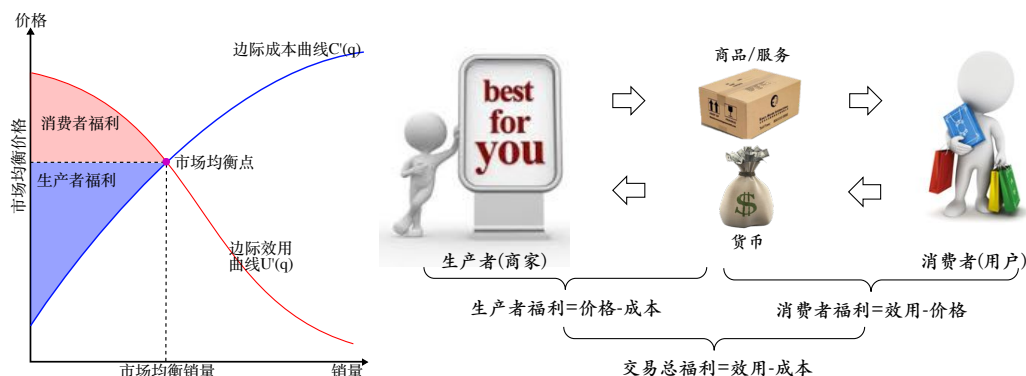 价格
边际成本曲线C'(q)
消费者福利
市场均衡价格
市场均衡点
生产者福利
边际效用
曲线U'(q)
市场均衡销量
销量
best
for
you
商品/服务
货币
生产者(商家)
消费者(用户)
生产者福利=价格-成本
消费者福利=效用-价格
交易总福利=效用-成本